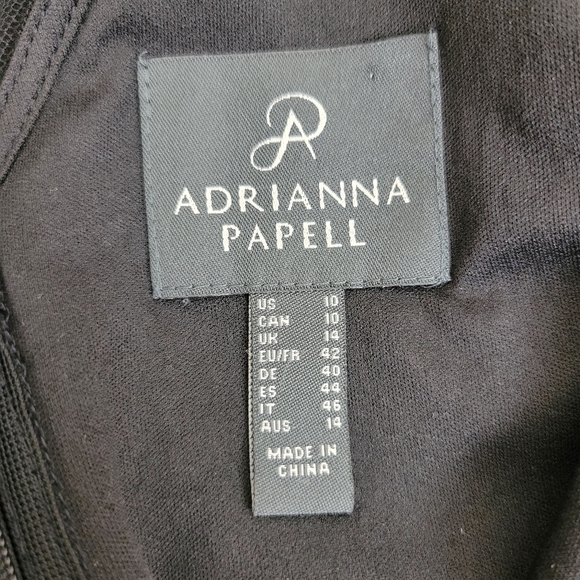 ADRIANNA
PAPELL
US 10
CAN 10
UK 14
EU/FR 42
DE 40
ES 44
IT 46
AUS 14
MADE IN
CHINA